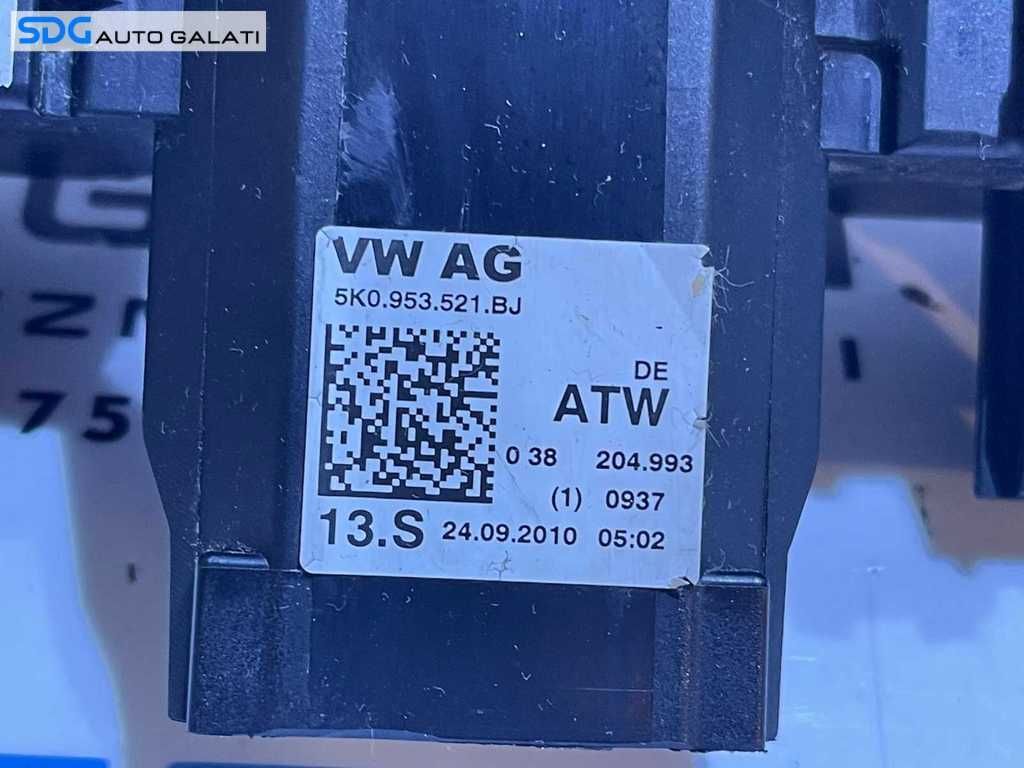 SDG AUTO GALATI
VW AG
5K0.953.521.BJ
DE
ATW
0 38 204.993
(1) 0937
13.S 24.09.2010 05:02
75